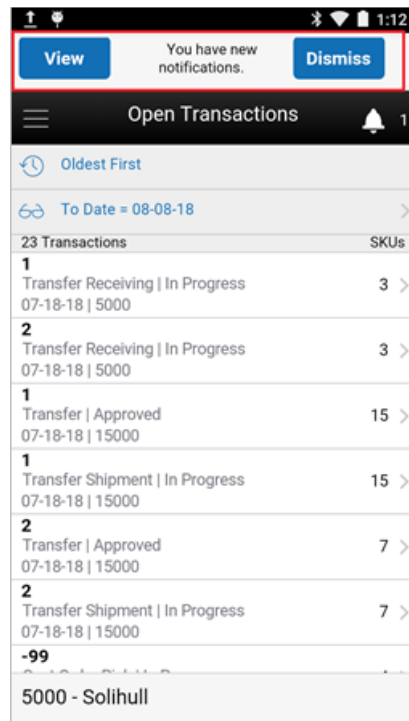 1:12
View
You have new
notifications.
Dismiss
Open Transactions
1
Oldest First
To Date = 08-08-18
23 Transactions SKUs
1
Transfer Receiving | In Progress 3
07-18-18 | 5000
2
Transfer Receiving | In Progress 3
07-18-18 | 5000
1
Transfer | Approved 15
07-18-18 | 15000
1
Transfer Shipment | In Progress 15
07-18-18 | 15000
2
Transfer | Approved 7
07-18-18 | 15000
2
Transfer Shipment | In Progress 7
07-18-18 | 15000
-99
5000 - Solihull